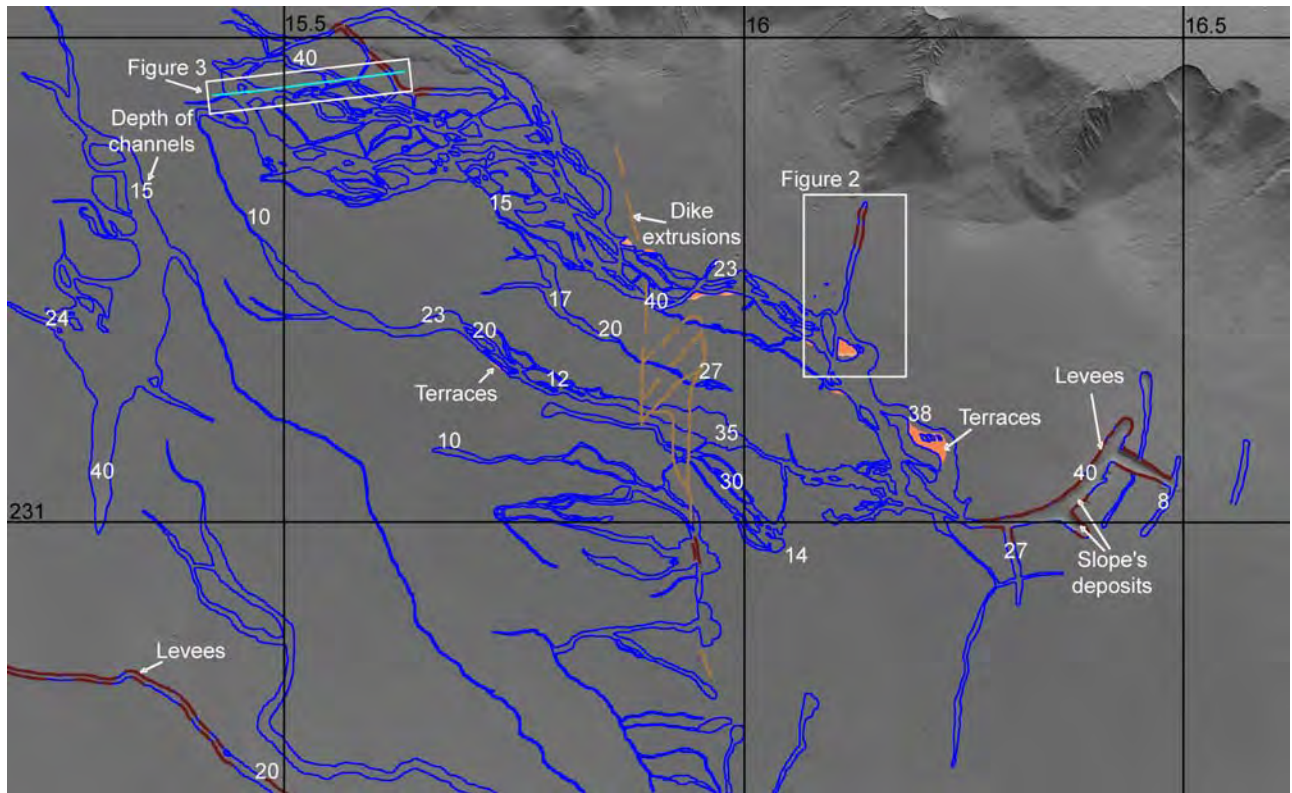 15.5
16
16.5
40
Figure 3
Depth of
channels
15
10
15
Figure 2
Dike
extrusions
23
17
40
24
23
20
20
27
12
Terraces
Levees
38
Terraces
35
10
40
30
40
8
231
27
14
Slope's
deposits
Levees
20